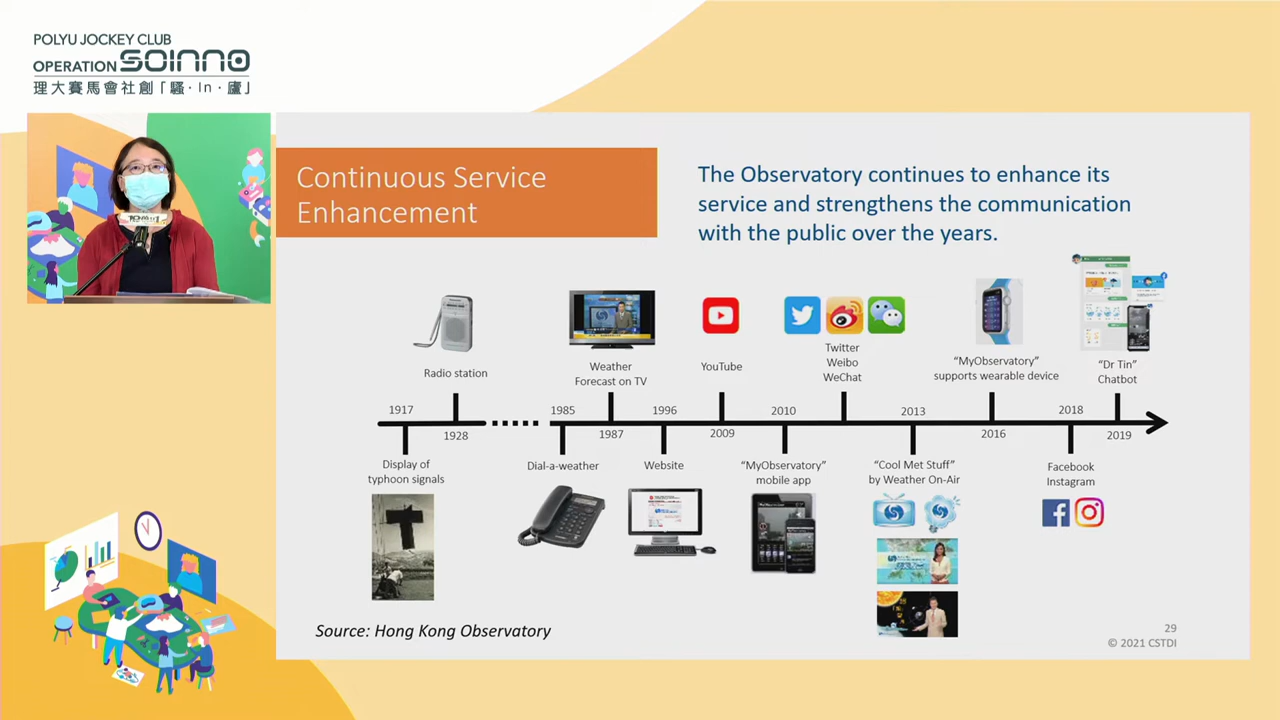 POLYU JOCKEY CLUB
OPERATION SOINNO
理大賽馬會社創「騷·In·廬」
Continuous Service
Enhancement
The Observatory continues to enhance its
service and strengthens the communication
with the public over the years.
Radio station
Weather
Forecast on TV
YouTube
Twitter
Weibo
WeChat
"MyObservatory"
supports wearable device
"Dr Tin"
Chatbot
1917
1985
1996
2010
2013
2018
1928
1987
2009
2016
2019
Display of
typhoon signals
Dial-a-weather
Website
"MyObservatory"
mobile app
"Cool Met Stuff"
by Weather On-Air
Facebook
Instagram
Source: Hong Kong Observatory
29
© 2021 CSTDI